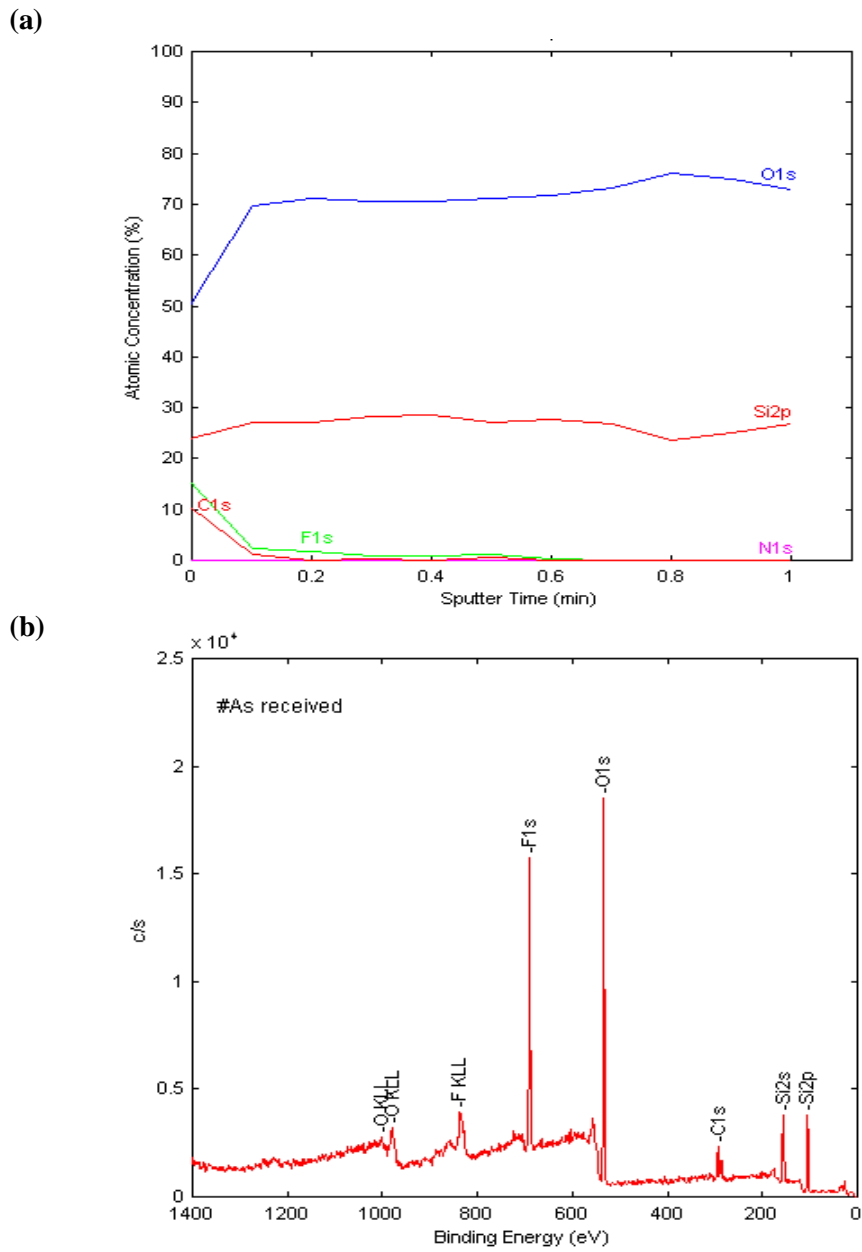 (a)
100
90
80
70
60
50
40
30
20
10
0
Atomic Concentration (%)
O1s
Si2p
C1s
F1s
N1s
0 0.2 0.4 0.6 0.8 1
Sputter Time (min)
(b)
× 10⁴
2.5
2
1.5
1
0.5
0
c/s
#As received
-O KLL
-O KLL
-F KLL
-F1s
-O1s
-C1s
-Si2s
-Si2p
1400 1200 1000 800 600 400 200 0
Binding Energy (eV)